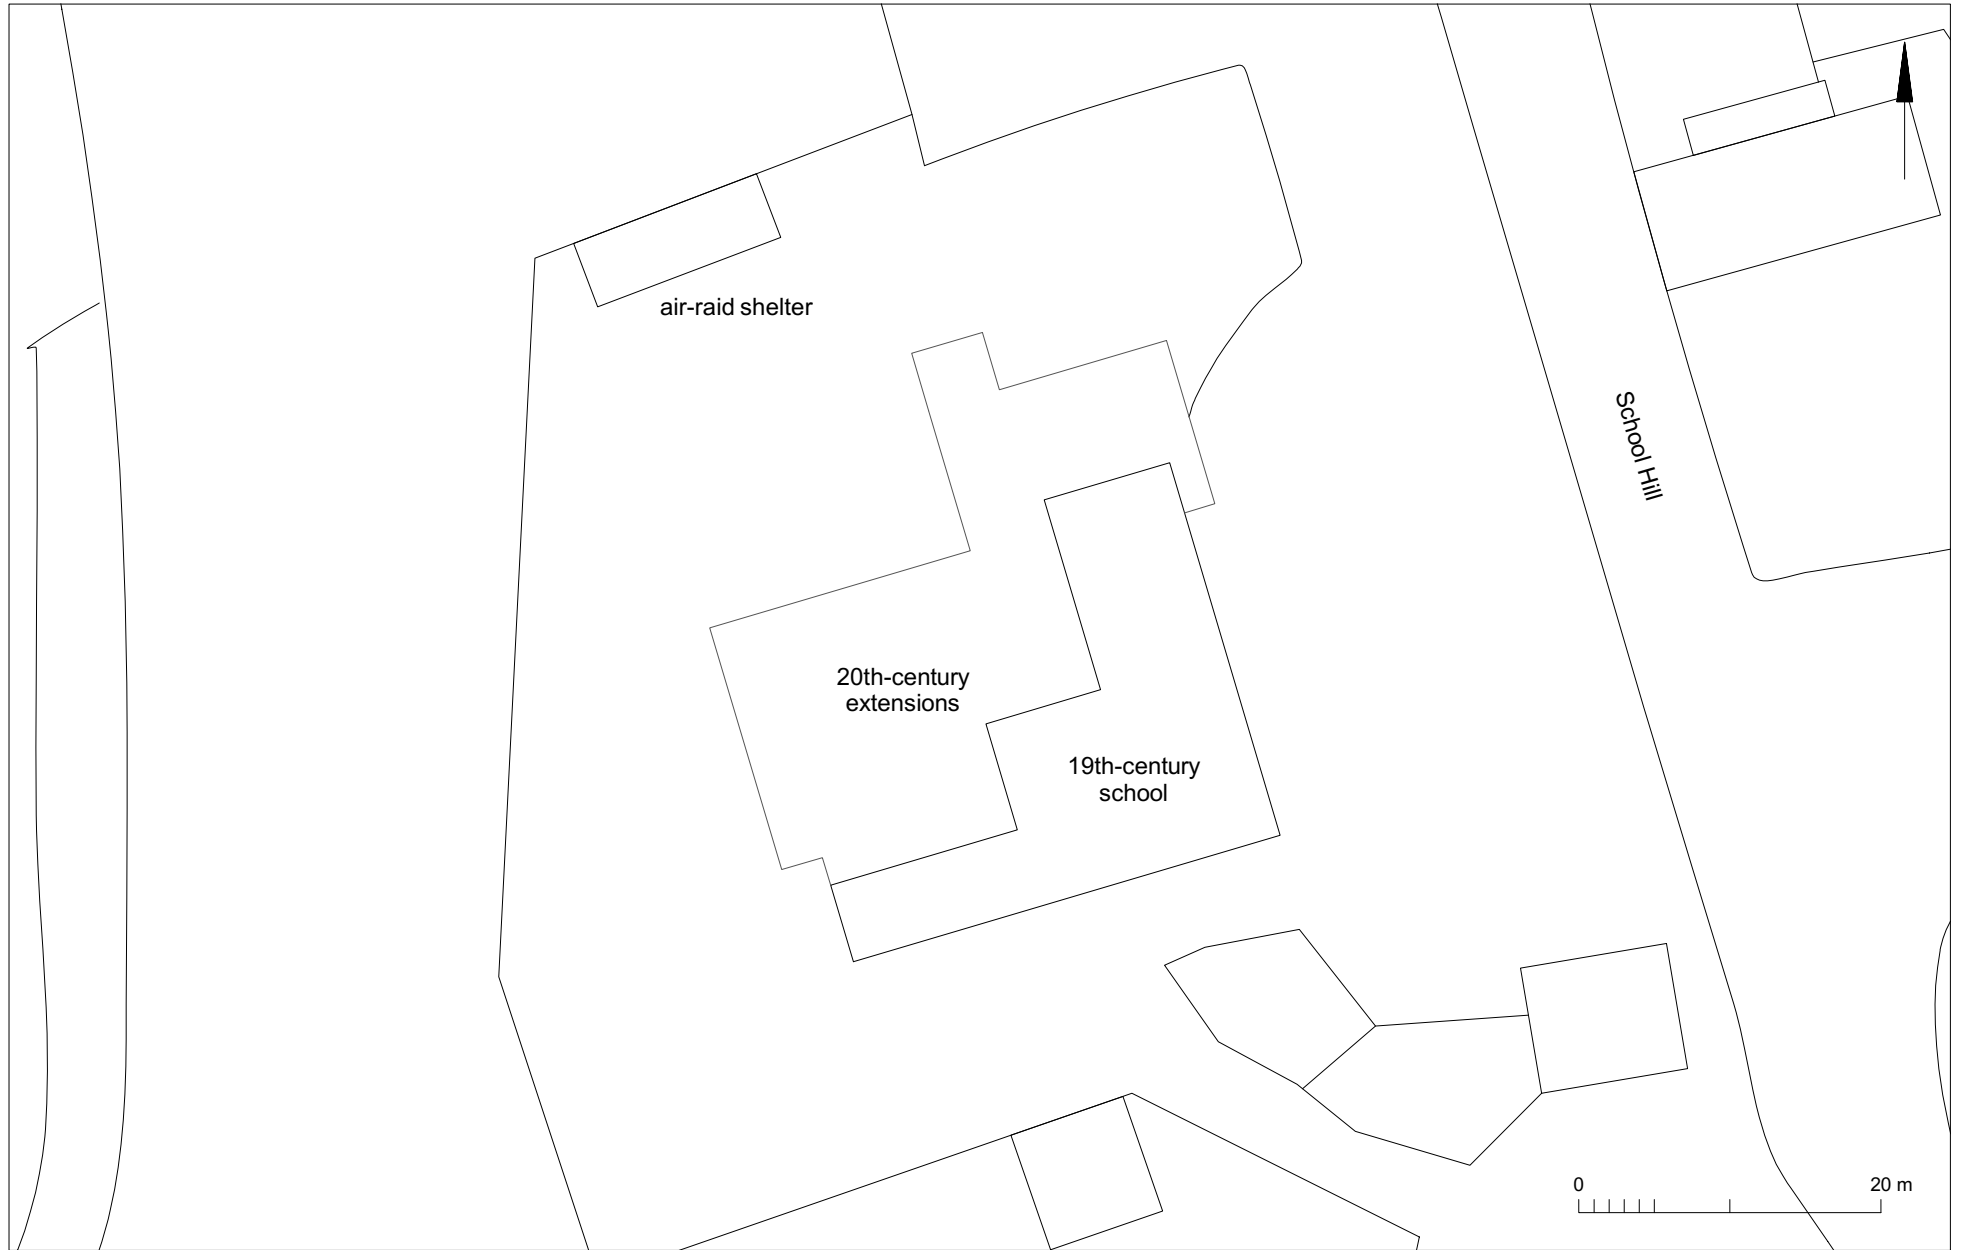 air-raid shelter
School Hill
20th-century
extensions
19th-century
school
0 20 m